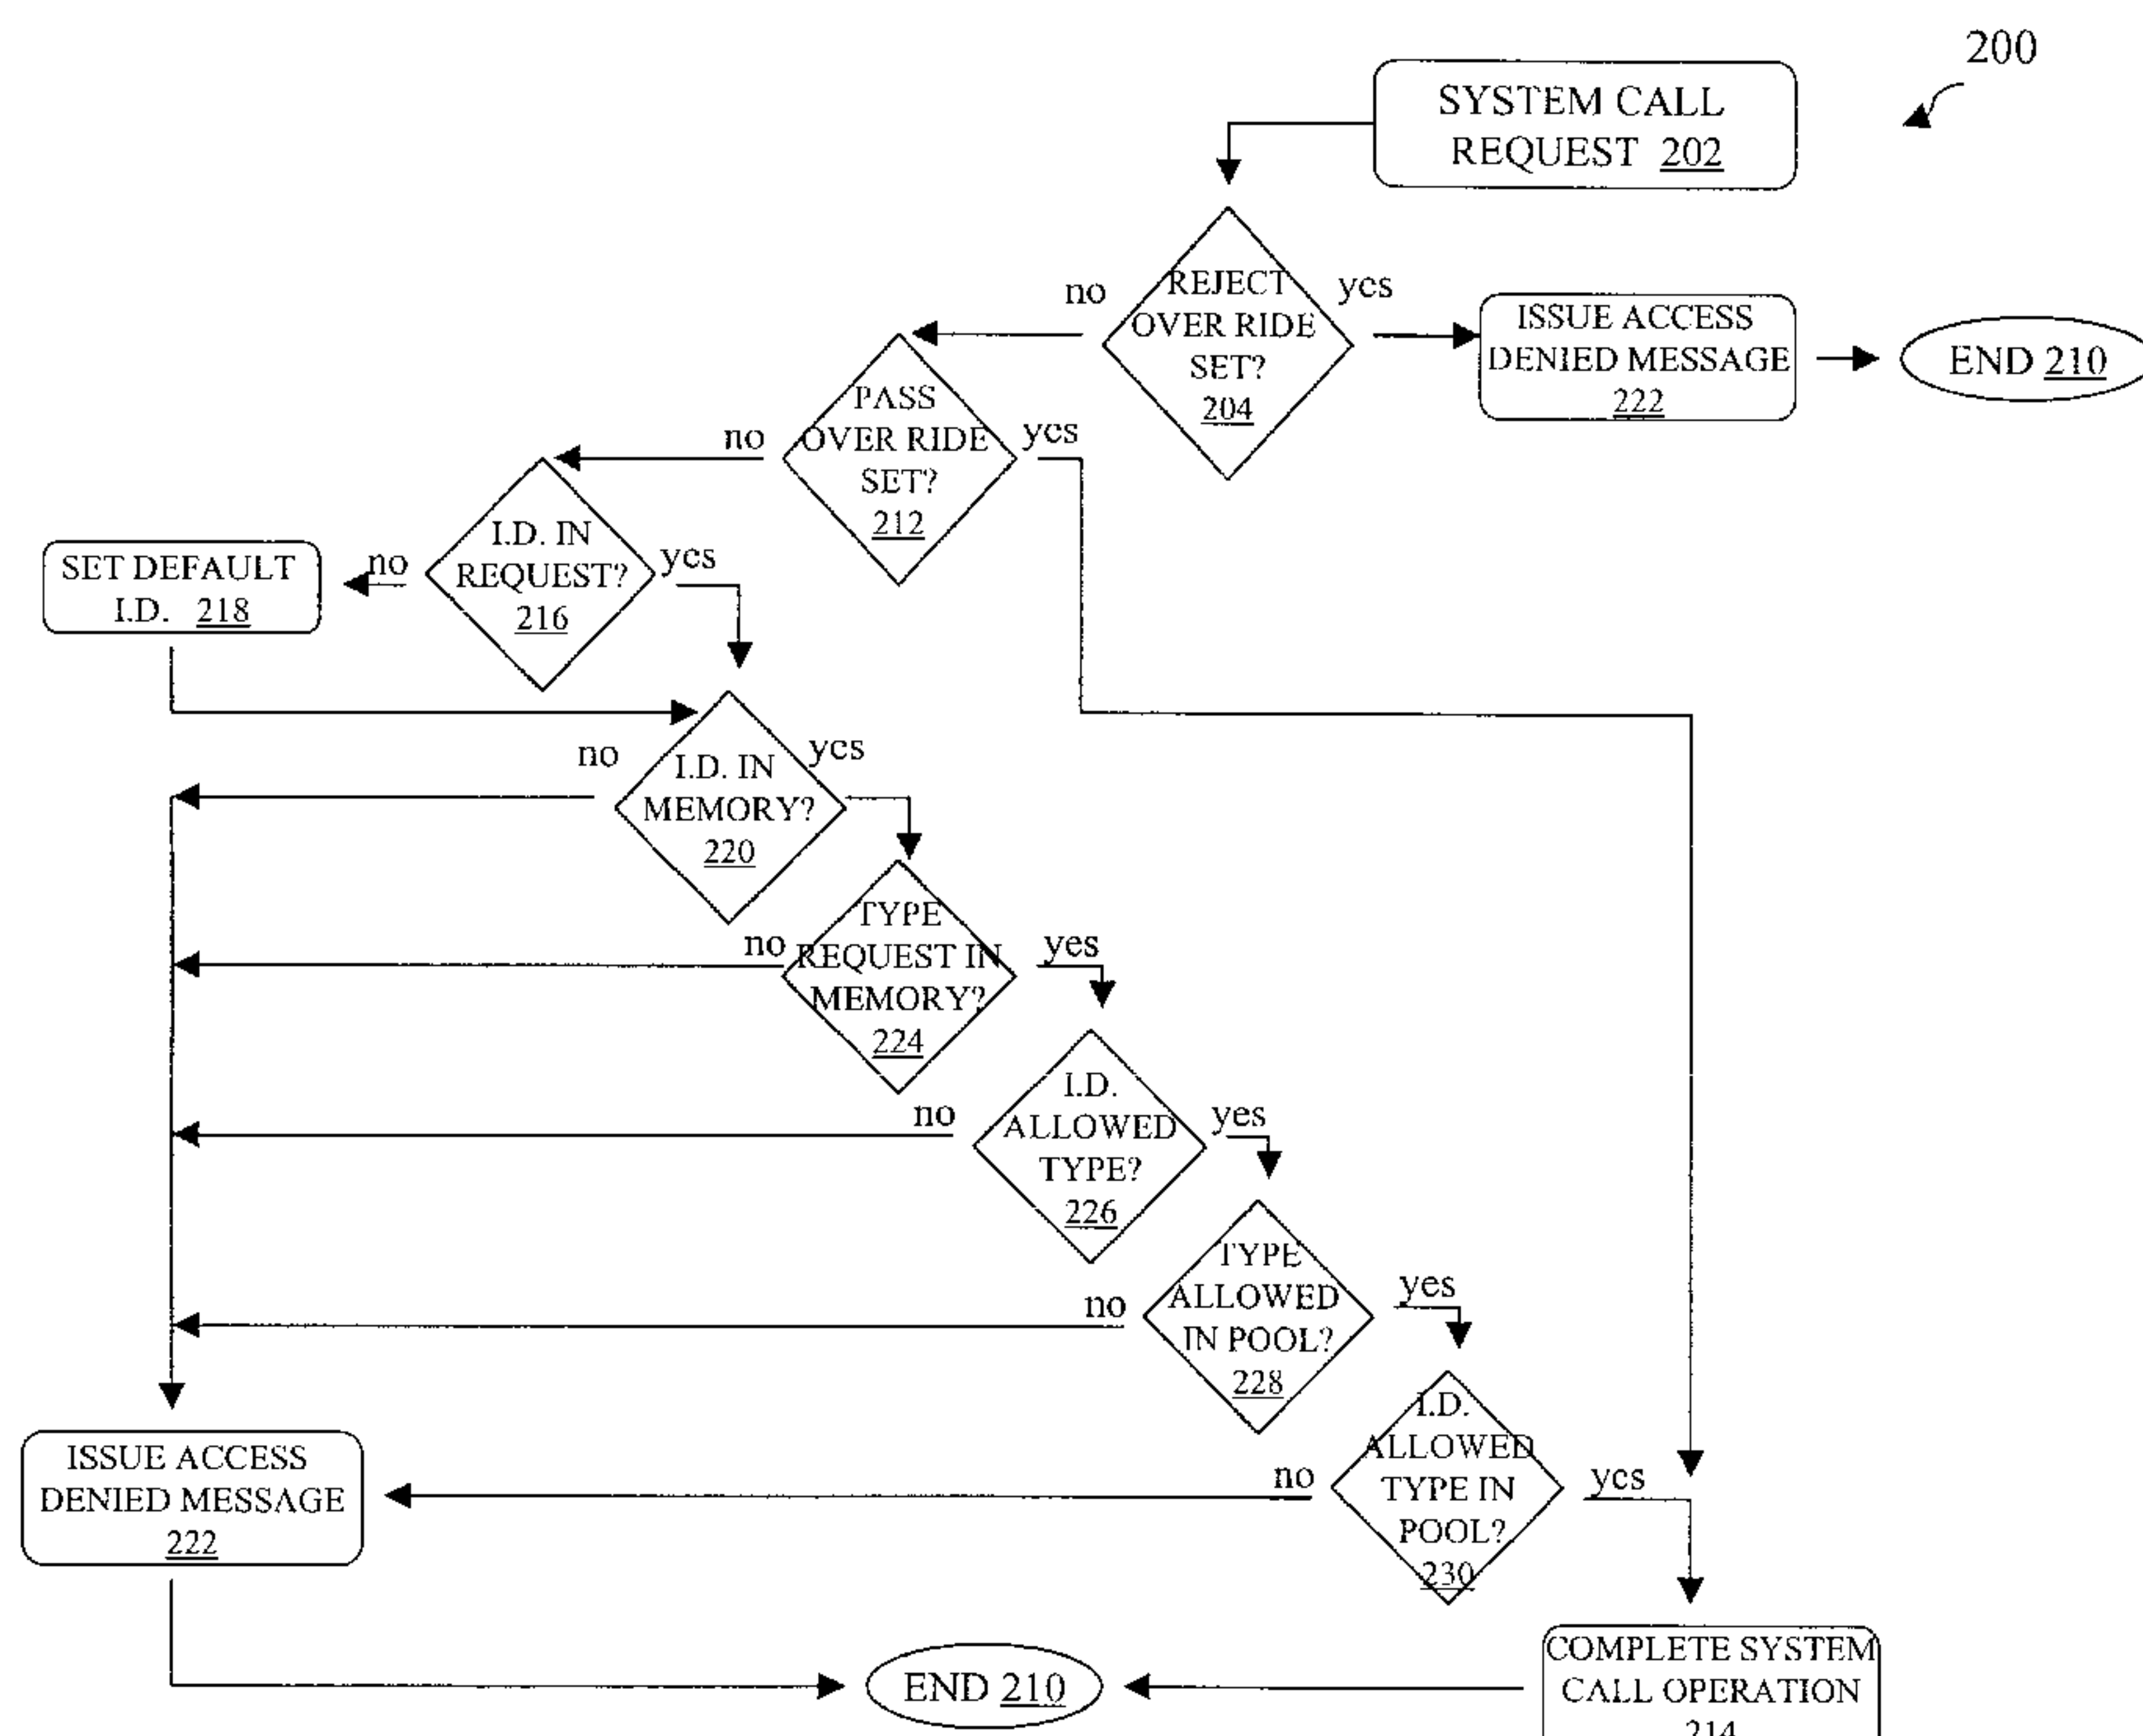 200
SYSTEM CALL
REQUEST 202
no
REJECT
OVER RIDE
SET?
204
yes
ISSUE ACCESS
DENIED MESSAGE
222
END 210
no
PASS
OVER RIDE
SET?
212
yes
SET DEFAULT
I.D. 218
no
I.D. IN
REQUEST?
216
yes
no
I.D. IN
MEMORY?
220
yes
no
TYPE
REQUEST IN
MEMORY?
224
yes
no
I.D.
ALLOWED
TYPE?
226
yes
no
TYPE
ALLOWED
IN POOL?
228
yes
ISSUE ACCESS
DENIED MESSAGE
222
no
I.D.
ALLOWED
TYPE IN
POOL?
230
yes
END 210
COMPLETE SYSTEM
CALL OPERATION
214